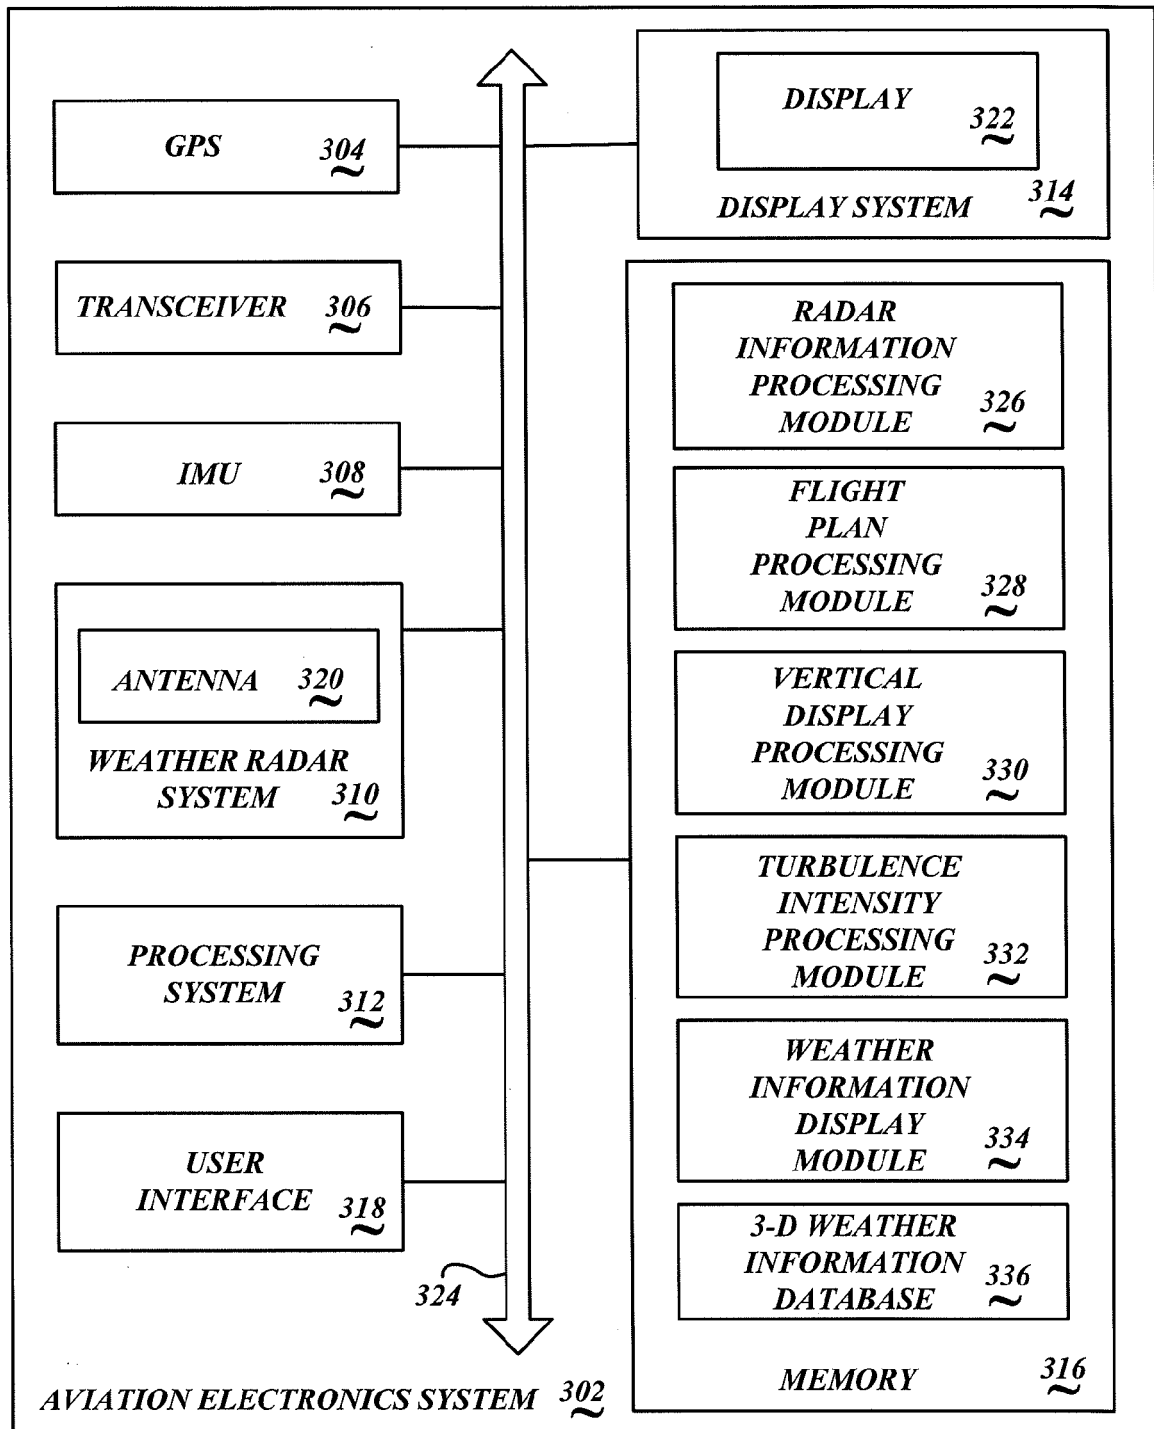 GPS 304
TRANSCEIVER 306
IMU 308
ANTENNA 320
WEATHER RADAR
SYSTEM 310
PROCESSING
SYSTEM 312
USER
INTERFACE 318
324
AVIATION ELECTRONICS SYSTEM 302
DISPLAY 322
DISPLAY SYSTEM 314
RADAR
INFORMATION
PROCESSING
MODULE 326
FLIGHT
PLAN
PROCESSING
MODULE 328
VERTICAL
DISPLAY
PROCESSING
MODULE 330
TURBULENCE
INTENSITY
PROCESSING
MODULE 332
WEATHER
INFORMATION
DISPLAY
MODULE 334
3-D WEATHER
INFORMATION
DATABASE 336
MEMORY 316